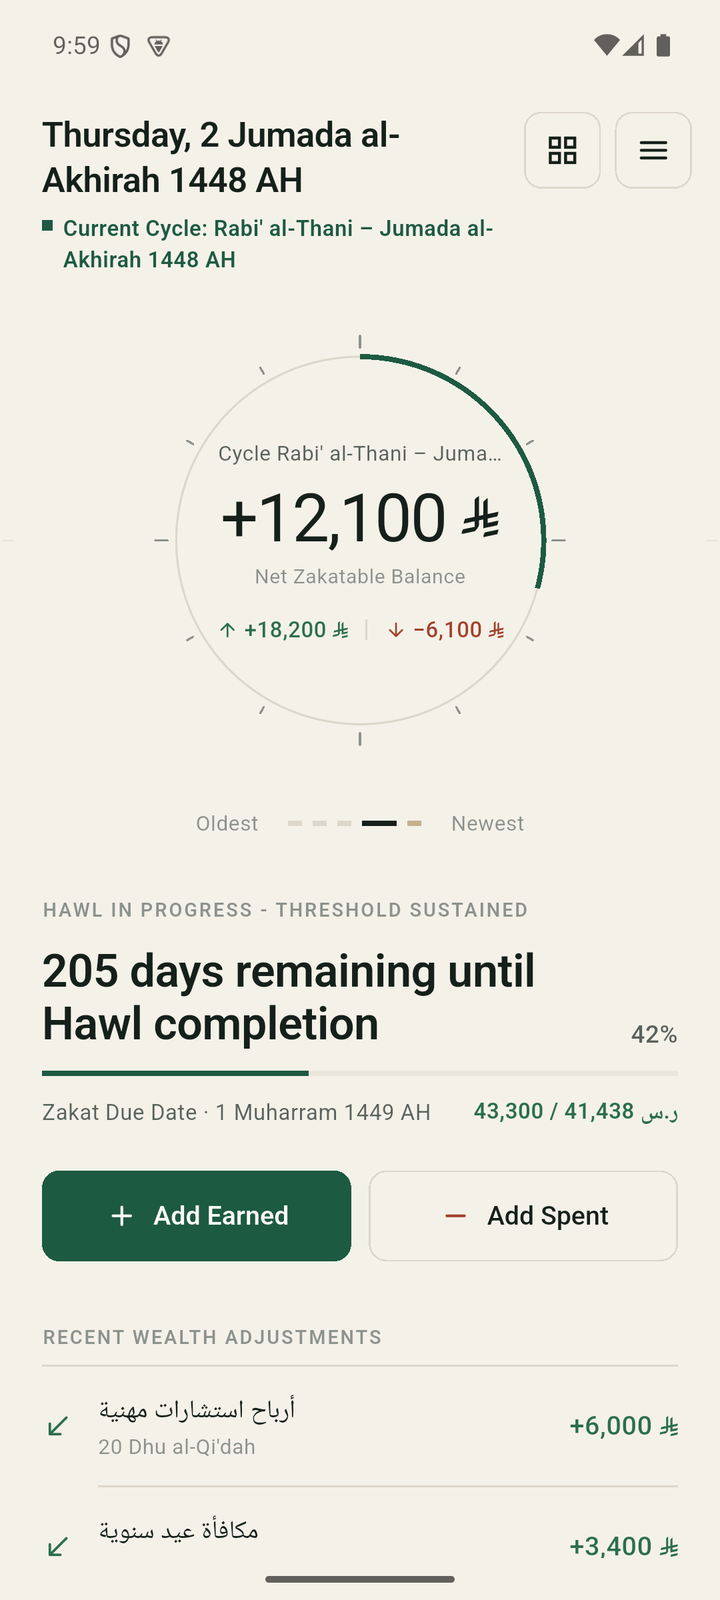 9:59
Thursday, 2 Jumada al-
Akhirah 1448 AH
Current Cycle: Rabi' al-Thani – Jumada al-
Akhirah 1448 AH
Cycle Rabi' al-Thani – Juma...
+12,100 ⃁
Net Zakatable Balance
↑ +18,200 ⃁ | ↓ −6,100 ⃁
Oldest Newest
HAWL IN PROGRESS - THRESHOLD SUSTAINED
205 days remaining until
Hawl completion
42%
Zakat Due Date · 1 Muharram 1449 AH
43,300 / 41,438 ر.س
+ Add Earned
− Add Spent
RECENT WEALTH ADJUSTMENTS
أرباح استشارات مهنية
20 Dhu al-Qi'dah
+6,000 ⃁
مكافأة عيد سنوية
+3,400 ⃁